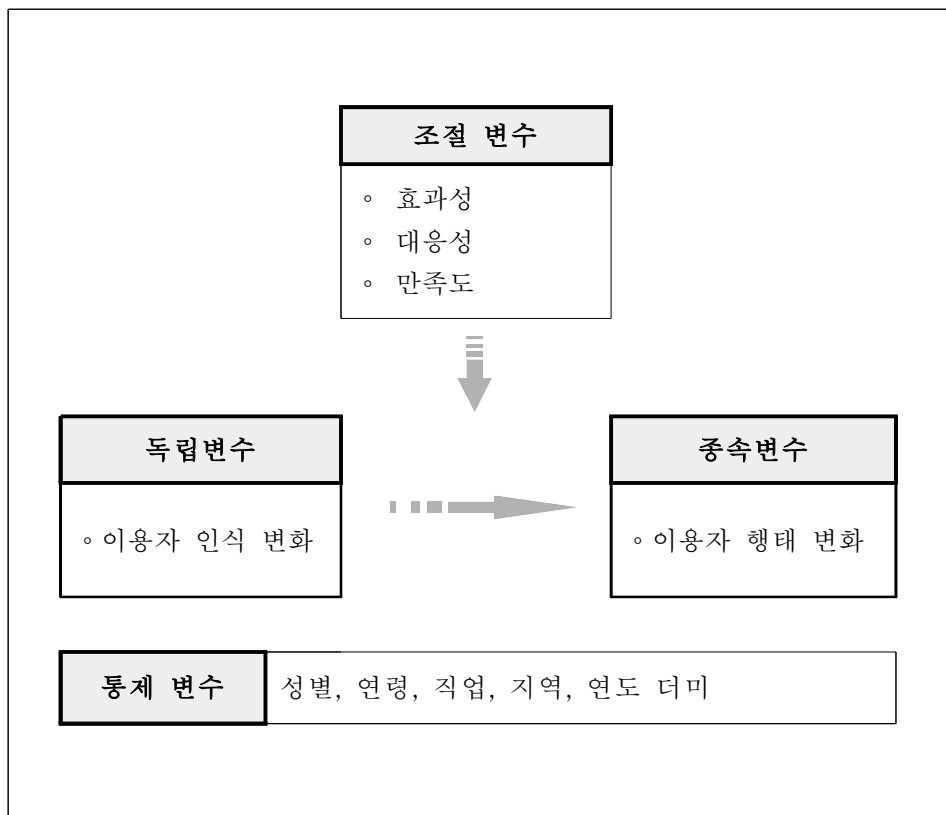 조절 변수
◦ 효과성
◦ 대응성
◦ 만족도
독립변수
◦이용자 인식 변화
종속변수
◦이용자 행태 변화
통제 변수
성별, 연령, 직업, 지역, 연도 더미